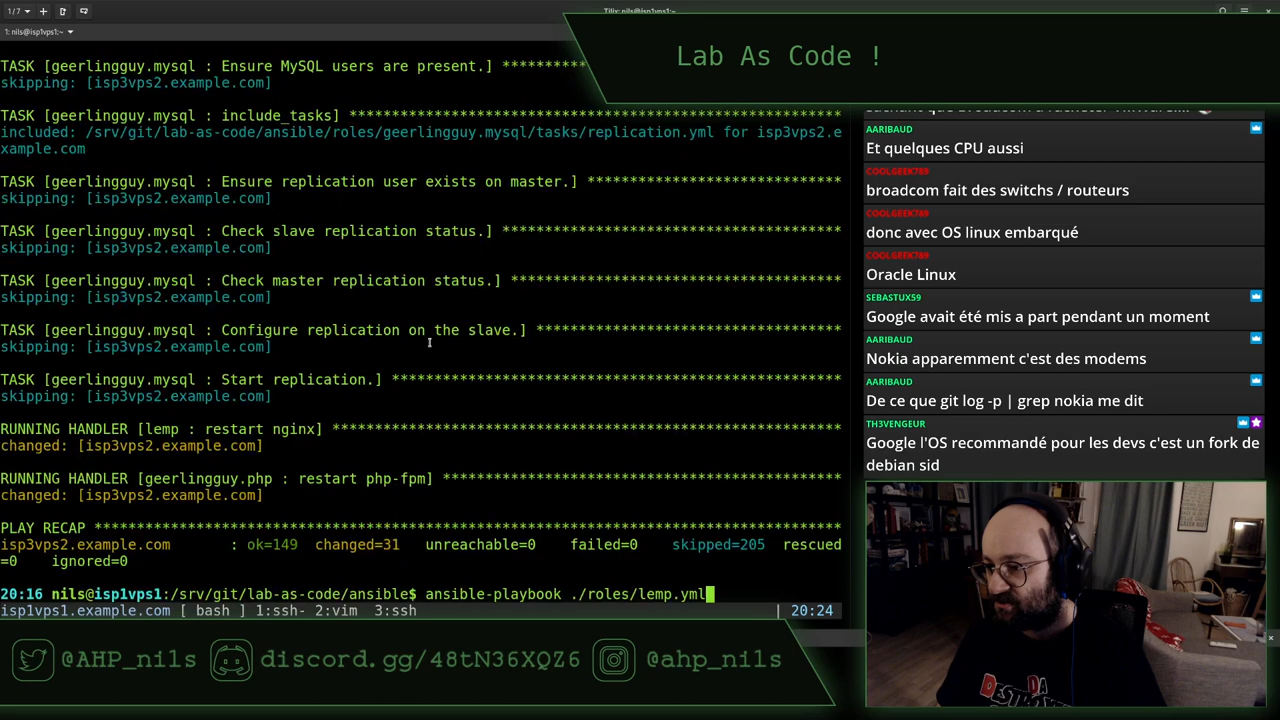 1/7
Tilix: nils@isp1vps1:~
1: nils@isp1vps1:~
Lab As Code !
TASK [geerlingguy.mysql : Ensure MySQL users are present.] **********
skipping: [isp3vps2.example.com]
TASK [geerlingguy.mysql : include_tasks] **********************************************************
included: /srv/git/lab-as-code/ansible/roles/geerlingguy.mysql/tasks/replication.yml for isp3vps2.e
xample.com
TASK [geerlingguy.mysql : Ensure replication user exists on master.] ******************************
skipping: [isp3vps2.example.com]
TASK [geerlingguy.mysql : Check slave replication status.] ****************************************
skipping: [isp3vps2.example.com]
TASK [geerlingguy.mysql : Check master replication status.] ***************************************
skipping: [isp3vps2.example.com]
TASK [geerlingguy.mysql : Configure replication on the slave.] ************************************
skipping: [isp3vps2.example.com]
TASK [geerlingguy.mysql : Start replication.] *****************************************************
skipping: [isp3vps2.example.com]
RUNNING HANDLER [lemp : restart nginx] ************************************************************
changed: [isp3vps2.example.com]
RUNNING HANDLER [geerlingguy.php : restart php-fpm] ***********************************************
changed: [isp3vps2.example.com]
PLAY RECAP ****************************************************************************************
isp3vps2.example.com : ok=149 changed=31 unreachable=0 failed=0 skipped=205 rescued
=0 ignored=0
20:16 nils@isp1vps1:/srv/git/lab-as-code/ansible$ ansible-playbook ./roles/lemp.yml
isp1vps1.example.com [ bash ] 1:ssh- 2:vim 3:ssh | 20:24
AARIBAUD
Et quelques CPU aussi
COOLGEEK789
broadcom fait des switchs / routeurs
COOLGEEK789
donc avec OS linux embarqué
COOLGEEK789
Oracle Linux
SEBASTUX59
Google avait été mis a part pendant un moment
AARIBAUD
Nokia apparemment c'est des modems
AARIBAUD
De ce que git log -p | grep nokia me dit
TH3VENGEUR
Google l'OS recommandé pour les devs c'est un fork de
debian sid
@AHP_nils discord.gg/48tN36XQZ6 @ahp_nils